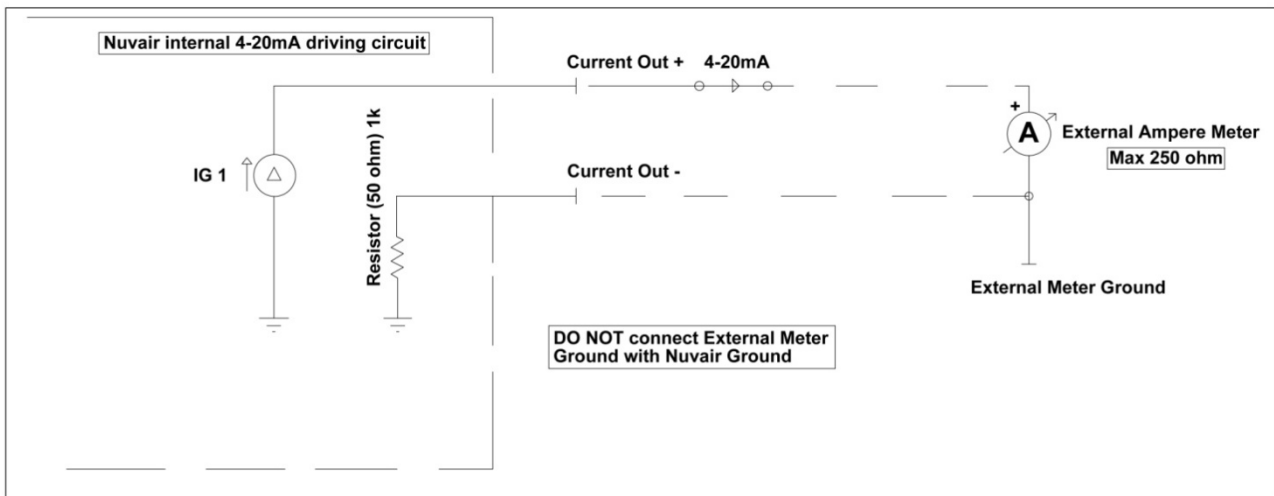 Nuvair internal 4-20mA driving circuit
Current Out +
4-20mA
+
A
External Ampere Meter
Max 250 ohm
IG 1
Resistor (50 ohm) 1k
Current Out -
External Meter Ground
DO NOT connect External Meter
Ground with Nuvair Ground